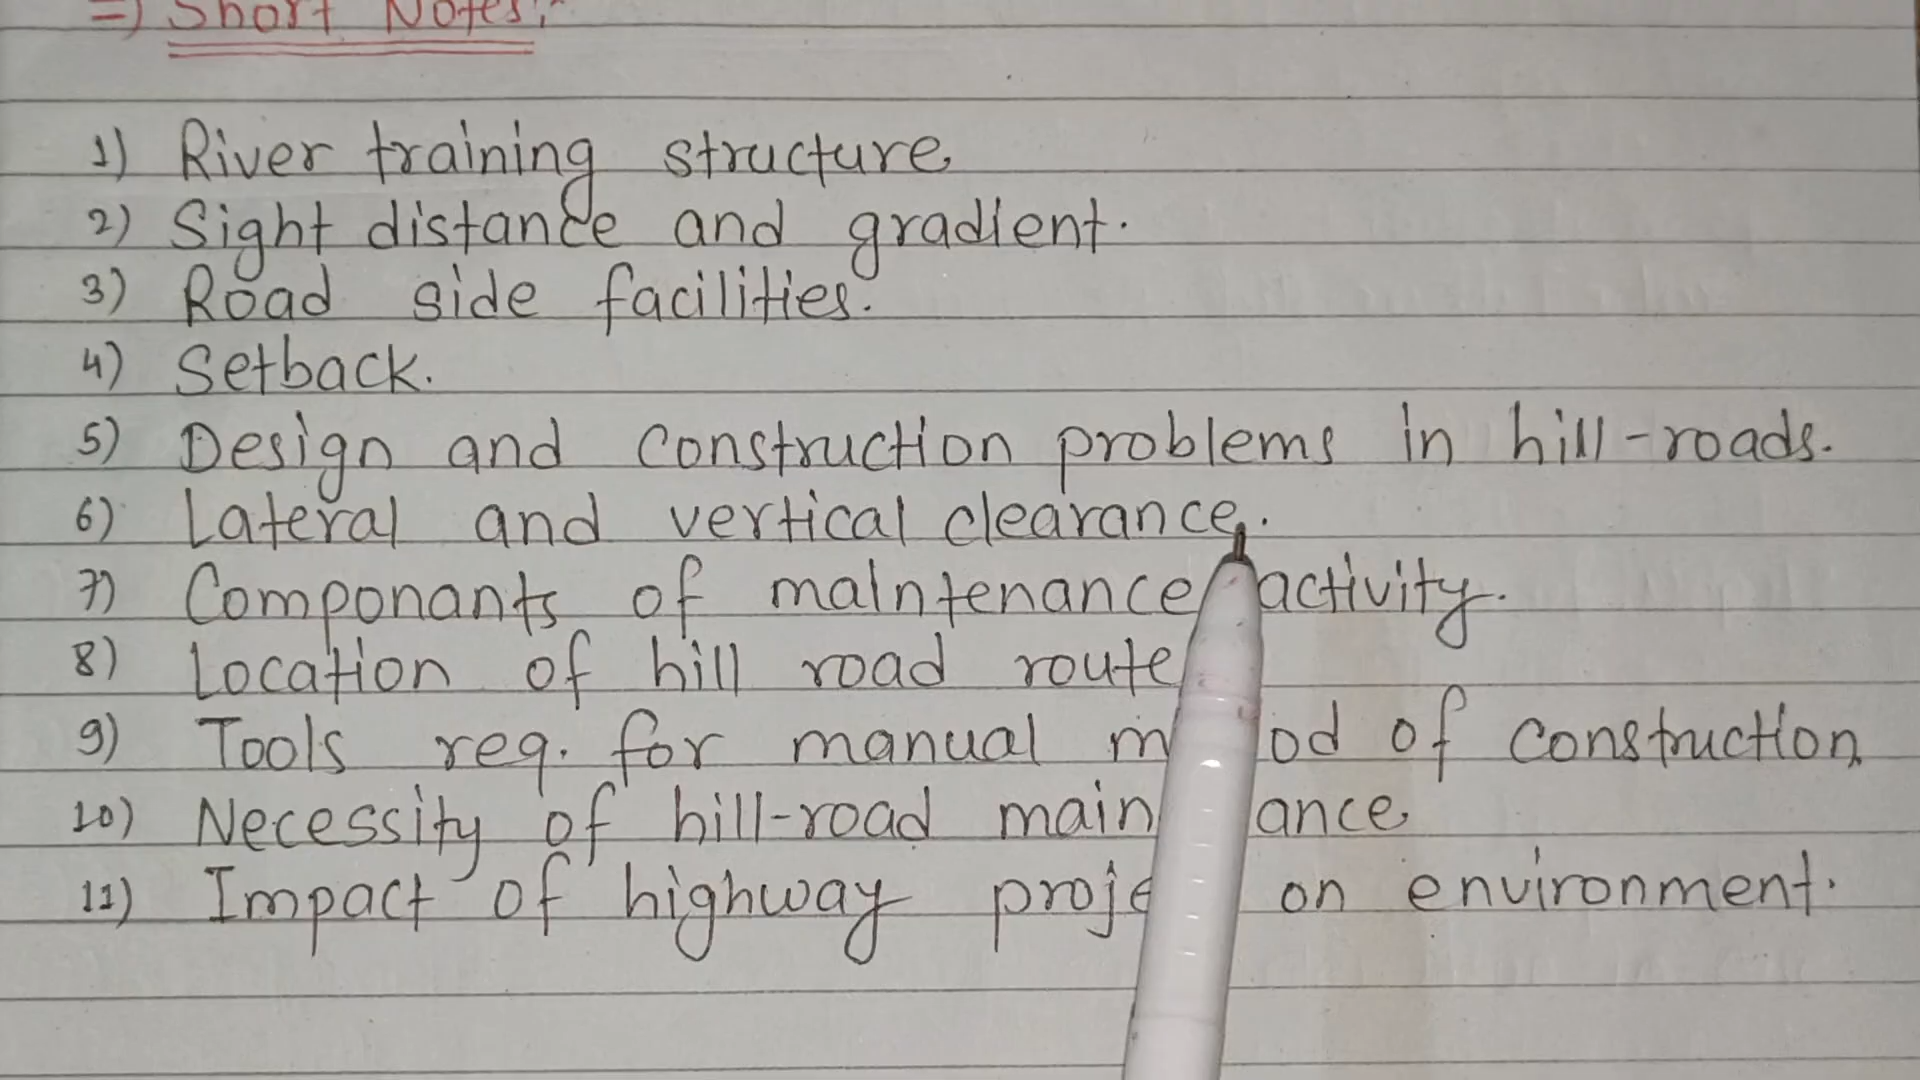 =) Short Notes:-
1) River training structure
2) Sight distance and gradient.
3) Road side facilities.
4) Setback.
5) Design and construction problems in hill-roads.
6) Lateral and vertical clearance.
7) Componants of maintenance activity.
8) Location of hill road route
9) Tools req. for manual of construction
10) Necessity of hill-road
11) Impact of highway on environment.